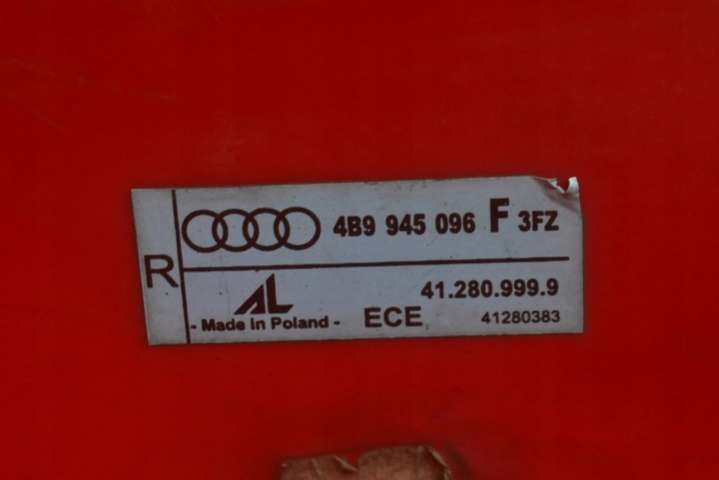 R
4B9 945 096 F 3FZ
AL
41.280.999.9
- Made in Poland - ECE 41280383